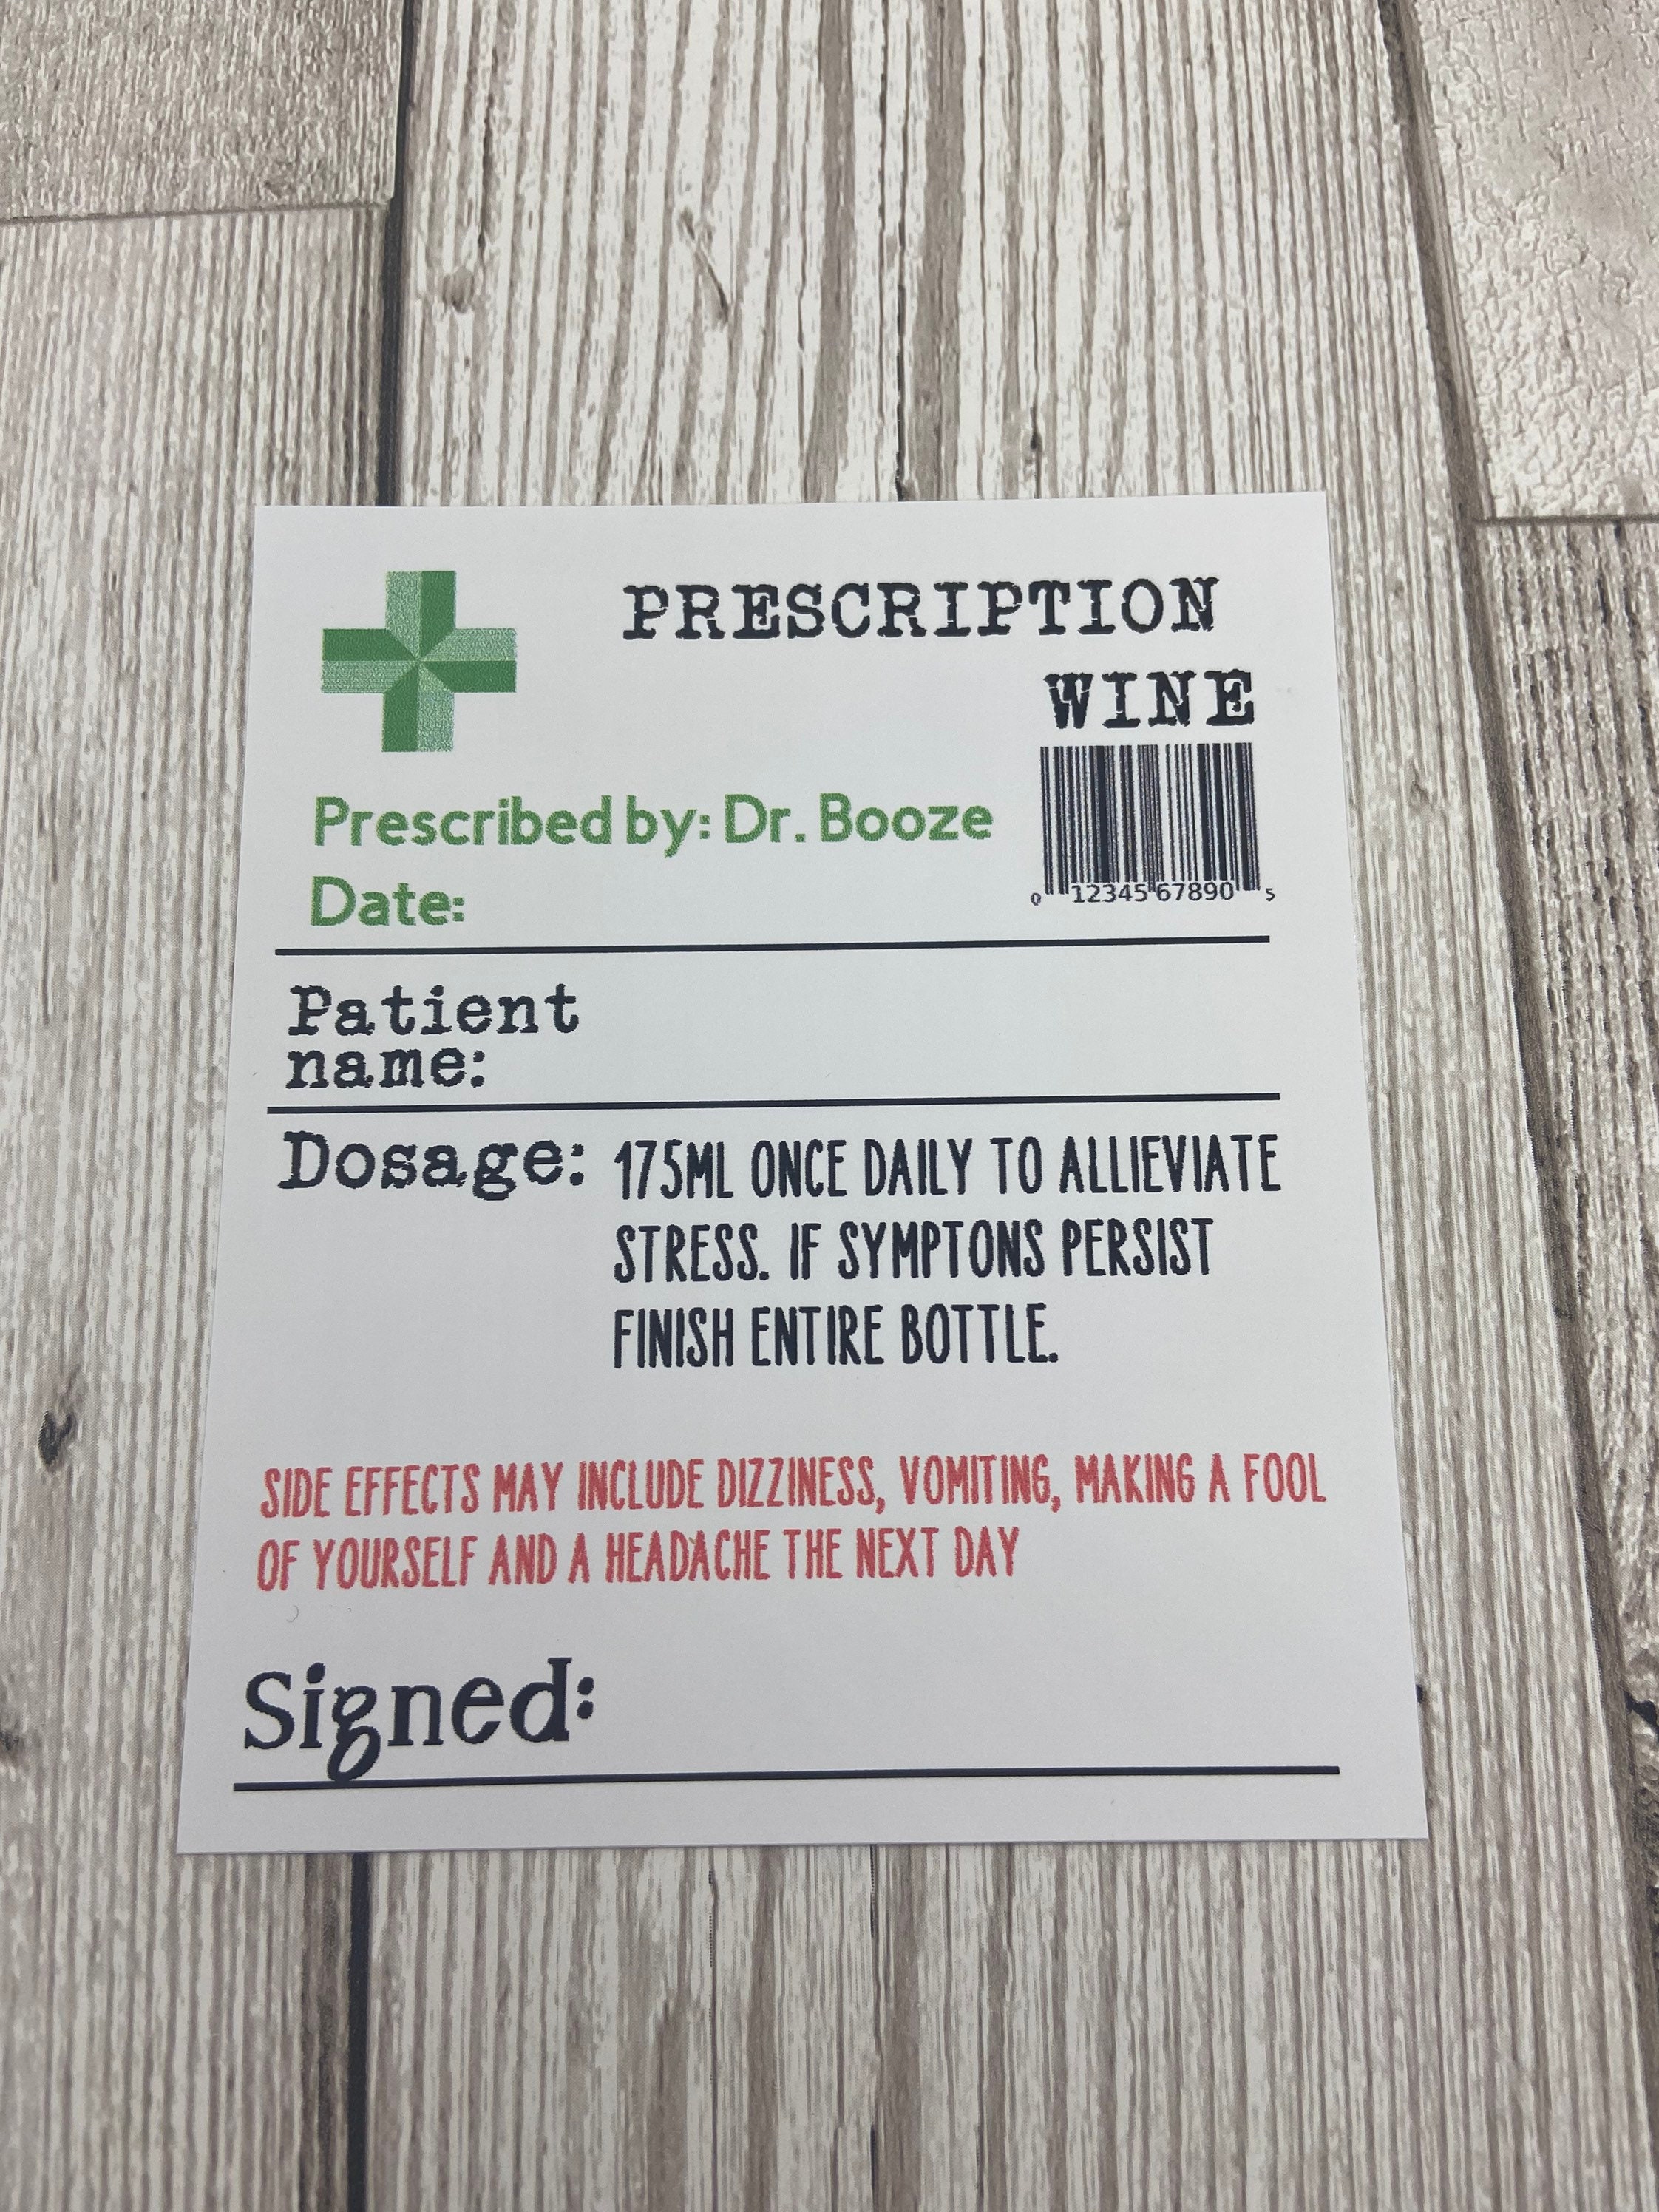 PRESCRIPTION
WINE
Prescribed by: Dr. Booze
0 12345 67890 5
Date:
Patient
name:
Dosage: 175ML ONCE DAILY TO ALLIEVIATE
STRESS. IF SYMPTONS PERSIST
FINISH ENTIRE BOTTLE.
SIDE EFFECTS MAY INCLUDE DIZZINESS, VOMITING, MAKING A FOOL
OF YOURSELF AND A HEADACHE THE NEXT DAY
Signed: